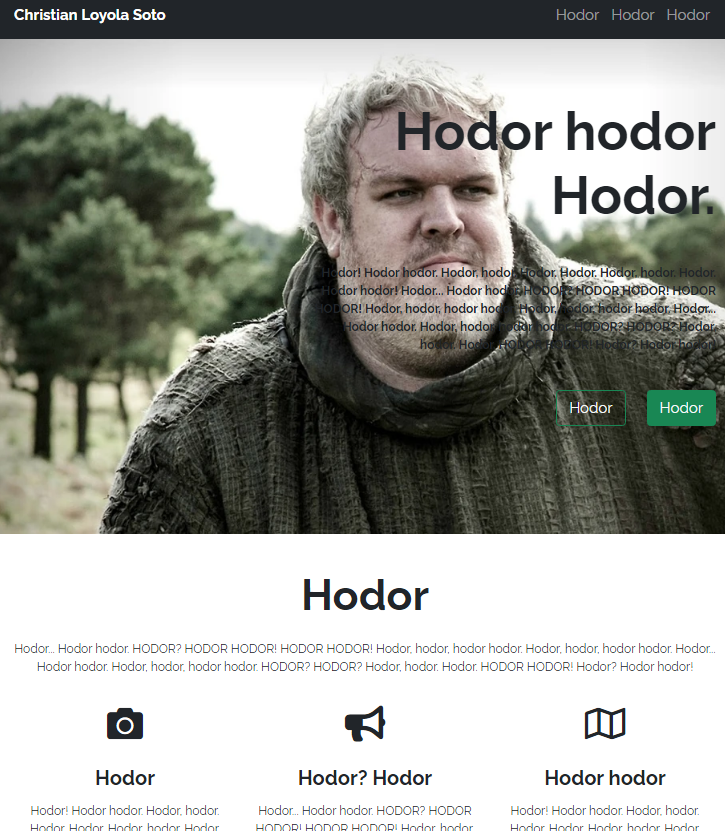 Christian Loyola Soto
Hodor Hodor Hodor
Hodor hodor
Hodor.
Hodor! Hodor hodor. Hodor, hodor. Hodor. Hodor. Hodor, hodor. Hodor.
Hodor hodor! Hodor... Hodor hodor. HODOR? HODOR HODOR! HODOR
HODOR! Hodor, hodor, hodor hodor. Hodor, hodor, hodor hodor. Hodor...
Hodor hodor. Hodor, hodor, hodor hodor. HODOR? HODOR? Hodor,
hodor. Hodor. HODOR HODOR! Hodor? Hodor hodor!
Hodor Hodor
Hodor
Hodor... Hodor hodor. HODOR? HODOR HODOR! HODOR HODOR! Hodor, hodor, hodor hodor. Hodor, hodor, hodor hodor. Hodor...
Hodor hodor. Hodor, hodor, hodor hodor. HODOR? HODOR? Hodor, hodor. Hodor. HODOR HODOR! Hodor? Hodor hodor!
Hodor
Hodor? Hodor
Hodor hodor
Hodor! Hodor hodor. Hodor, hodor.
Hodor. Hodor. Hodor, hodor. Hodor.
Hodor... Hodor hodor. HODOR? HODOR
HODOR! HODOR HODOR! Hodor, hodor,
Hodor! Hodor hodor. Hodor, hodor.
Hodor. Hodor. Hodor, hodor. Hodor.